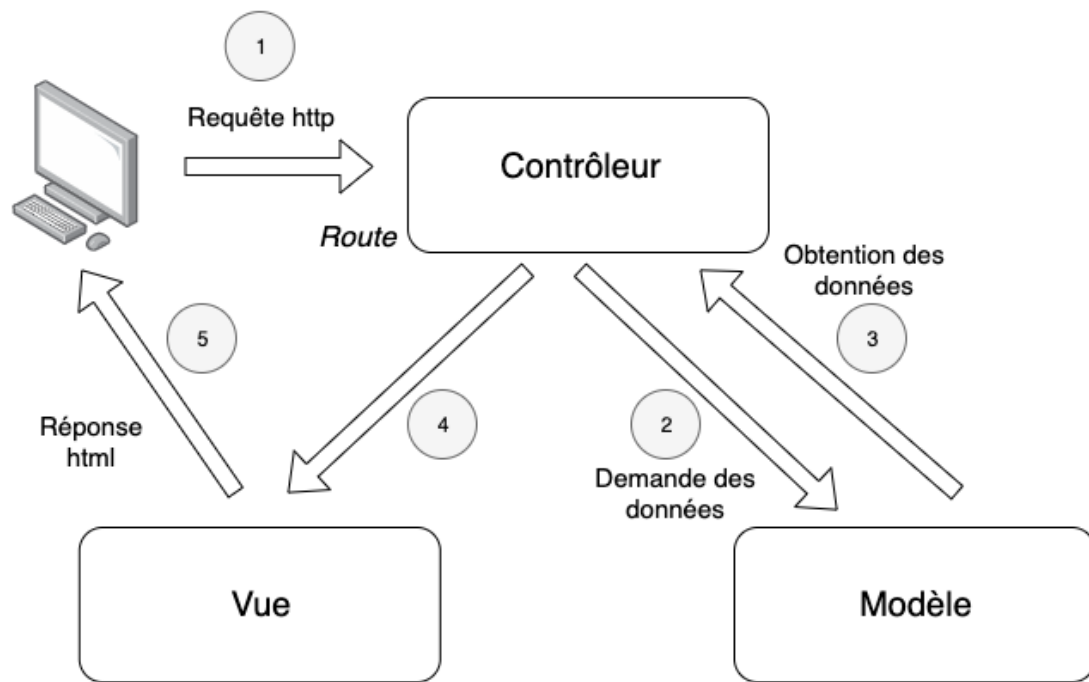 1
Requête http
Contrôleur
Route
Obtention des
données
3
5
4
2
Réponse
html
Demande des
données
Vue
Modèle